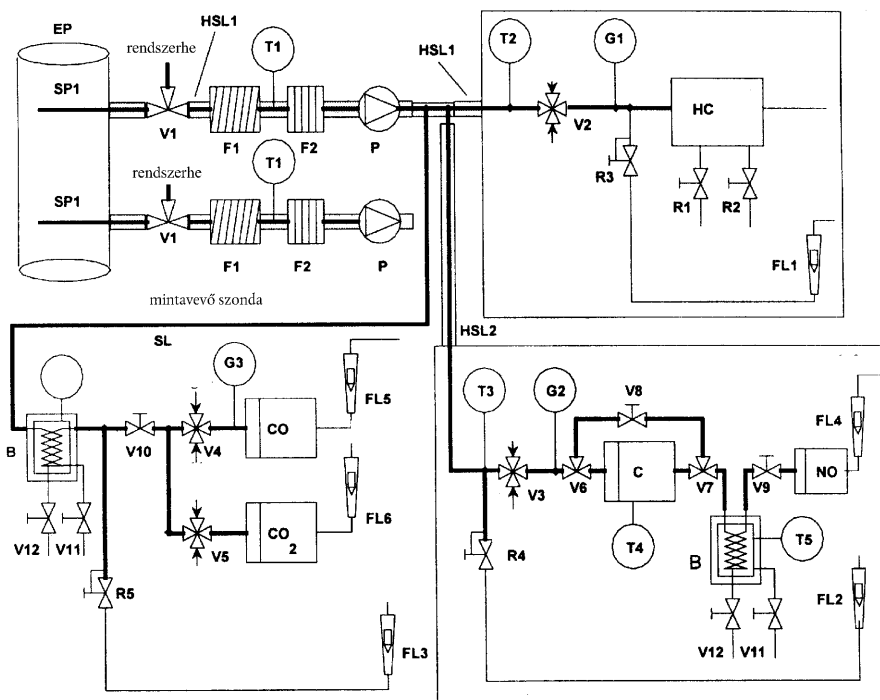 EP
rendszerhe
HSL1
T1
HSL1
T2
G1
SP1
V1
F1
F2
P
V2
HC
R3
R1
R2
rendszerhe
T1
SP1
V1
F1
F2
P
FL1
mintavevő szonda
SL
HSL2
G3
FL5
T3
G2
V8
FL4
B
V10
V4
CO
V3
V6
C
V7
V9
NO
FL6
V12
V11
V5
CO
2
R4
T4
B
T5
R5
FL2
FL3
V12
V11